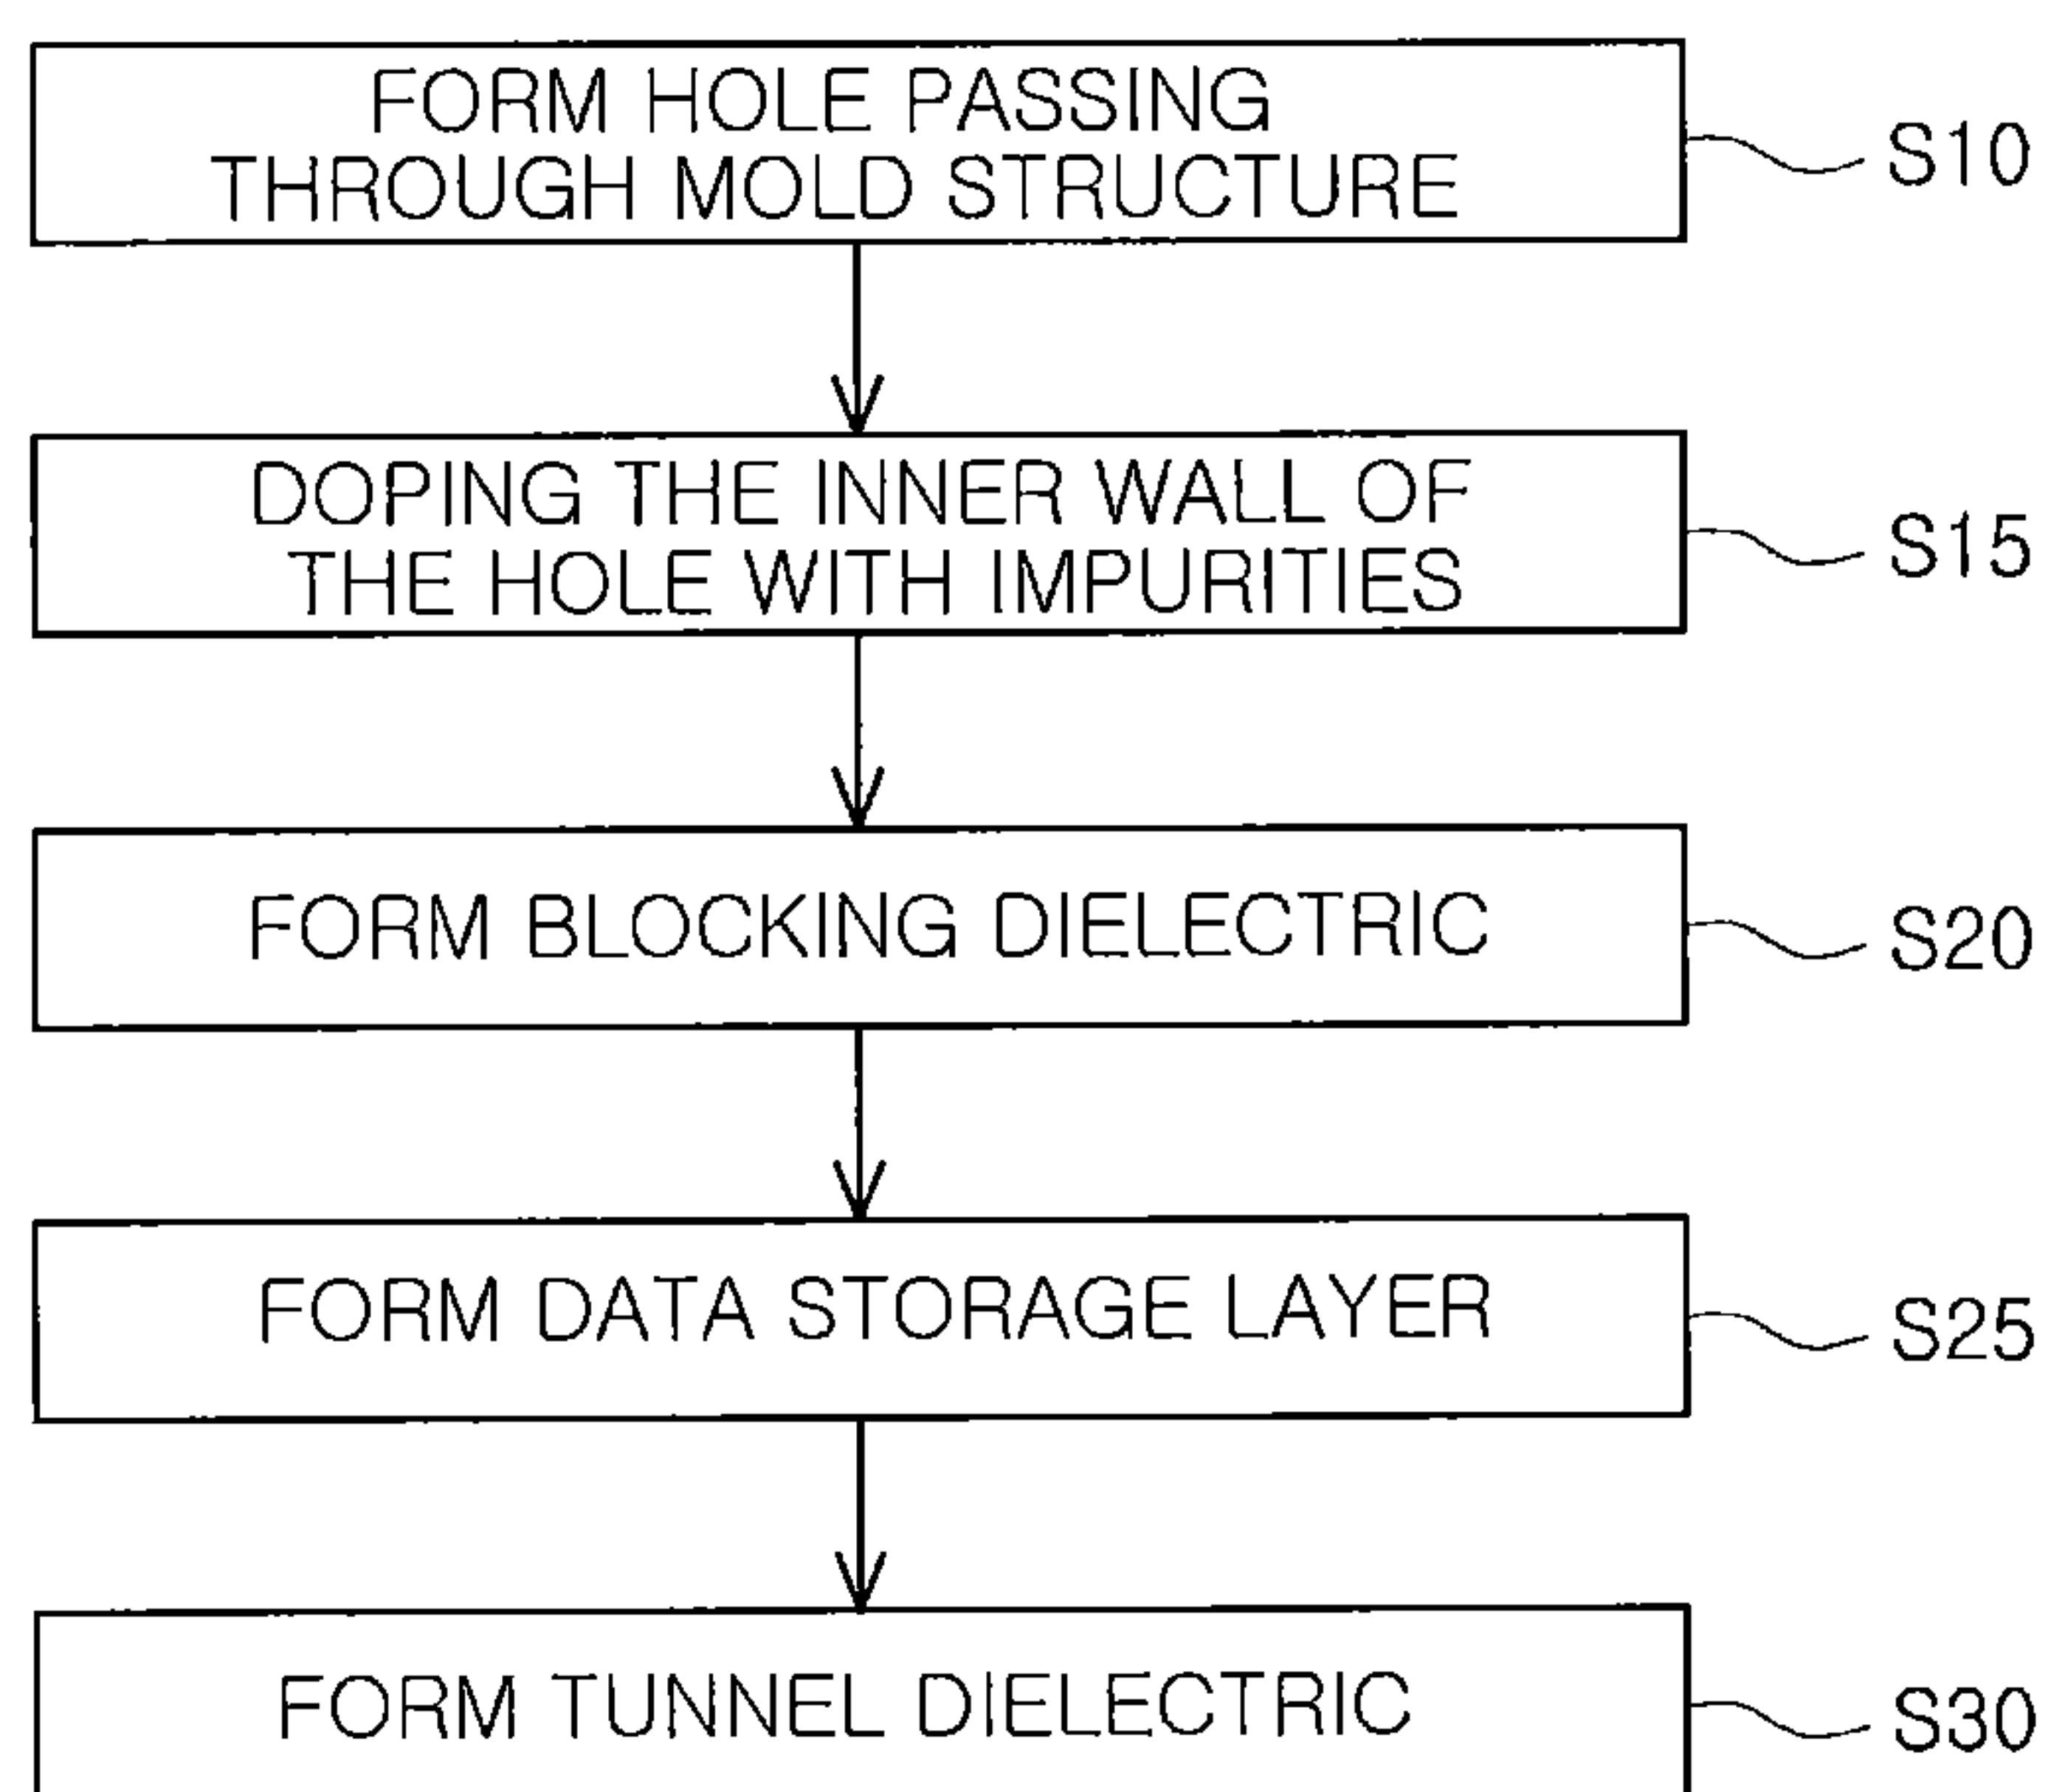 FORM HOLE PASSING
THROUGH MOLD STRUCTURE
S10
DOPING THE INNER WALL OF
THE HOLE WITH IMPURITIES
S15
FORM BLOCKING DIELECTRIC
S20
FORM DATA STORAGE LAYER
S25
FORM TUNNEL DIELECTRIC
S30